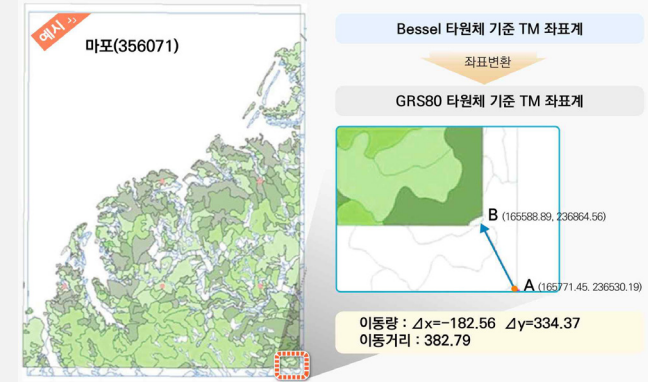 예시
마포(356071)
Bessel 타원체 기준 TM 좌표계
좌표변환
GRS80 타원체 기준 TM 좌표계
B (165588.89, 236864.56)
A (165771.45. 236530.19)
이동량 : ⊿x=-182.56 ⊿y=334.37
이동거리 : 382.79